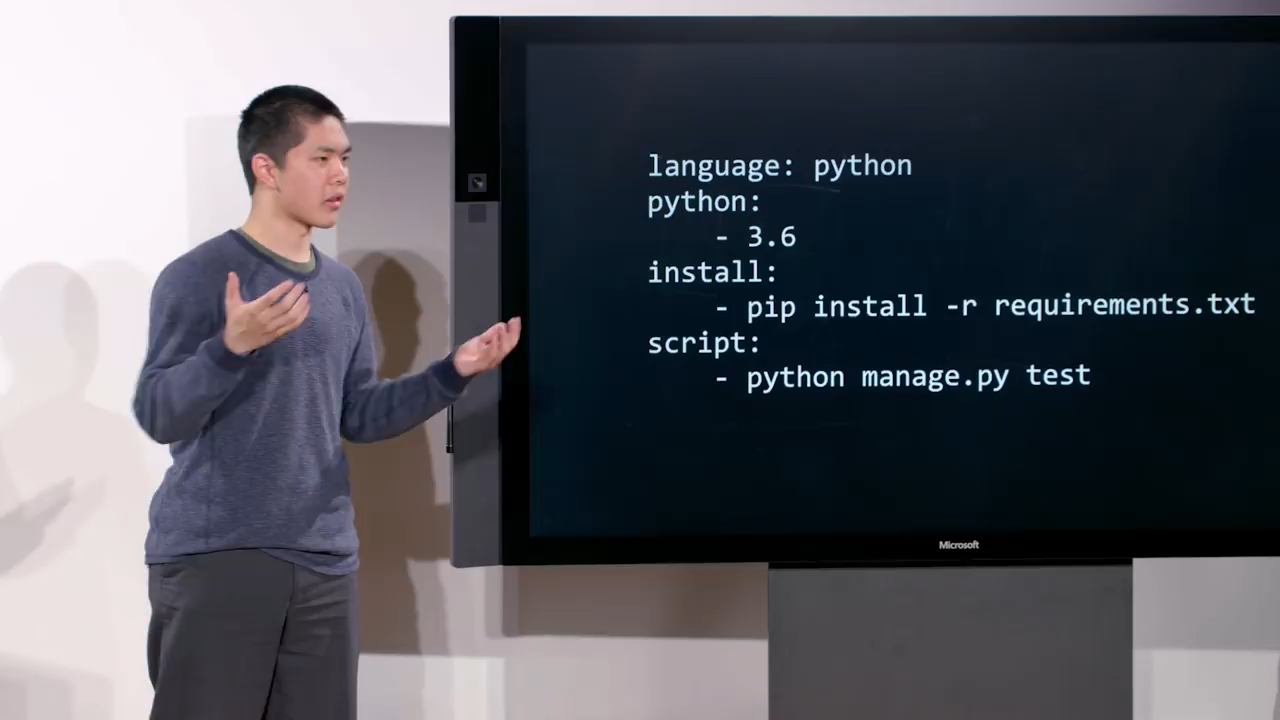 language: python
python:
- 3.6
install:
- pip install -r requirements.txt
script:
- python manage.py test
Microsoft